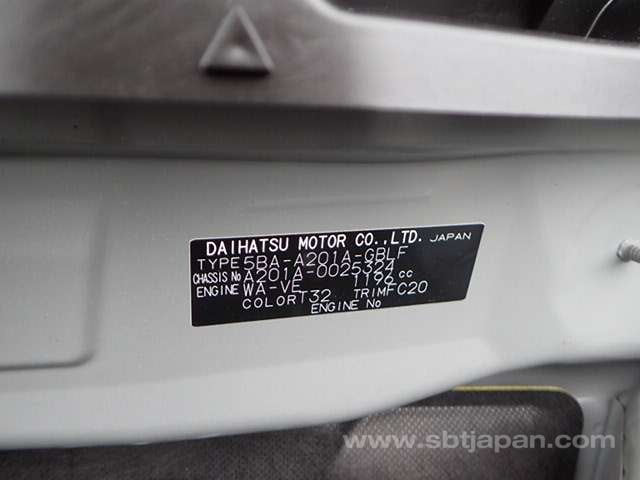 DAIHATSU MOTOR CO.,LTD. JAPAN
TYPE 5BA-A201A-GBLF
CHASSIS No A201A-0025324
ENGINE WA-VE 1196 cc
COLOR T32 TRIM FC20
ENGINE No
www.sbtjapan.com